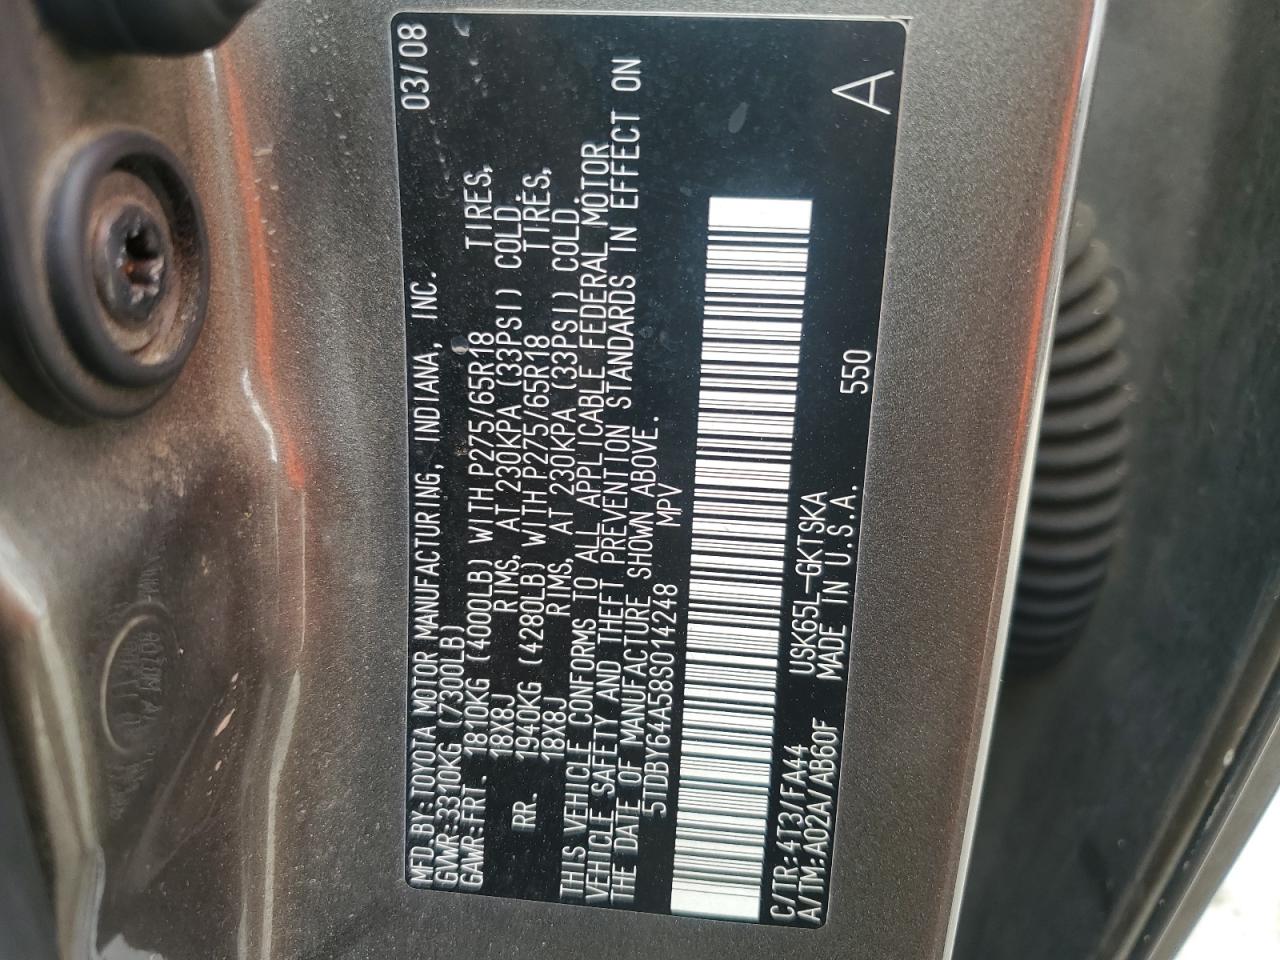 MFD.BY:TOYOTA MOTOR MANUFACTURING, INDIANA, INC. 03/08
GVWR:3310KG (7300LB)
GAWR:FRT. 1810KG (4000LB) WITH P275/65R18 TIRES,
18X8J RIMS, AT 230KPA (33PSI) COLD.
RR. 1940KG (4280LB) WITH P275/65R18 TIRES,
18X8J RIMS, AT 230KPA (33PSI) COLD.
THIS VEHICLE CONFORMS TO ALL APPLICABLE FEDERAL MOTOR
VEHICLE SAFETY AND THEFT PREVENTION STANDARDS IN EFFECT ON
THE DATE OF MANUFACTURE SHOWN ABOVE.
5TDBY64A58S014248 MPV
C/TR:4T3/FA44 USK65L-GKTSKA
A/TM:A02A/AB60F MADE IN U.S.A. 550 A